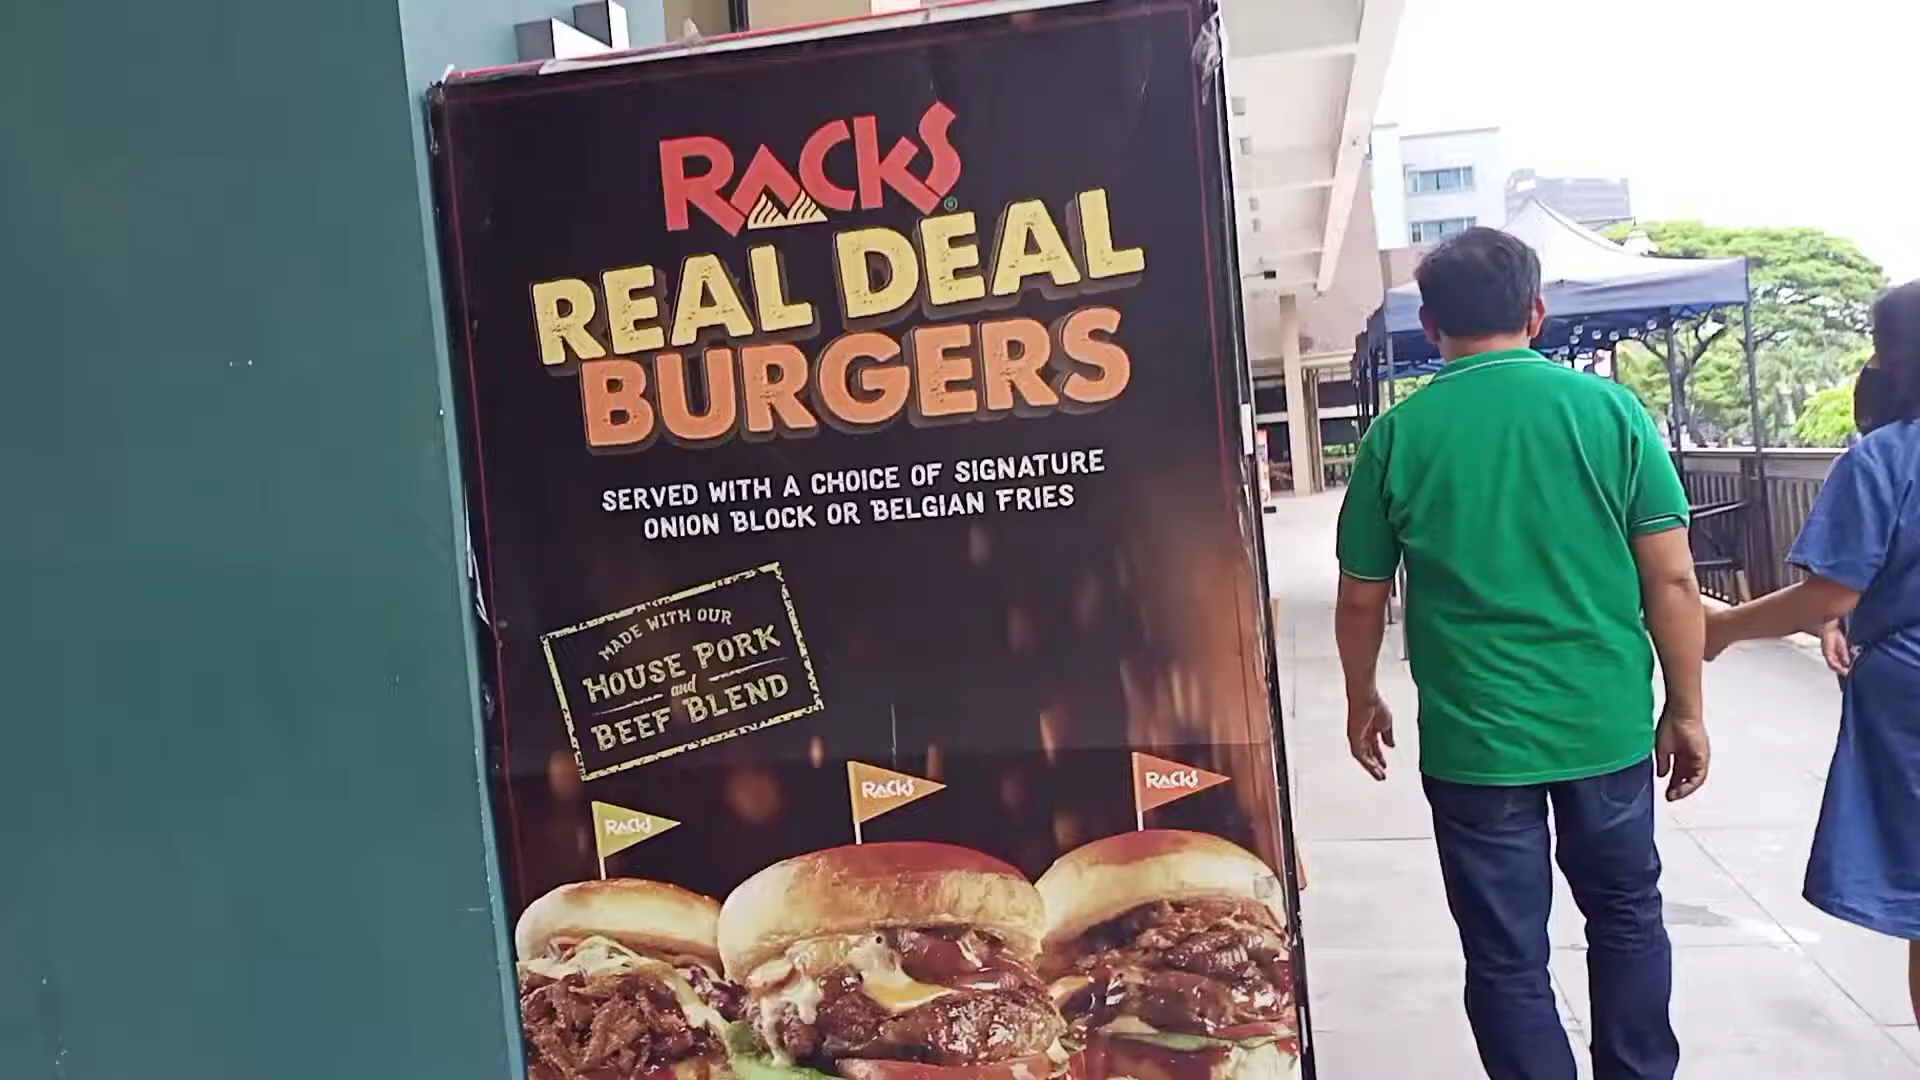 RACKS
REAL DEAL
BURGERS
SERVED WITH A CHOICE OF SIGNATURE
ONION BLOCK OR BELGIAN FRIES
MADE WITH OUR
HOUSE PORK
and
BEEF BLEND
RACKS
RACKS
RACKS